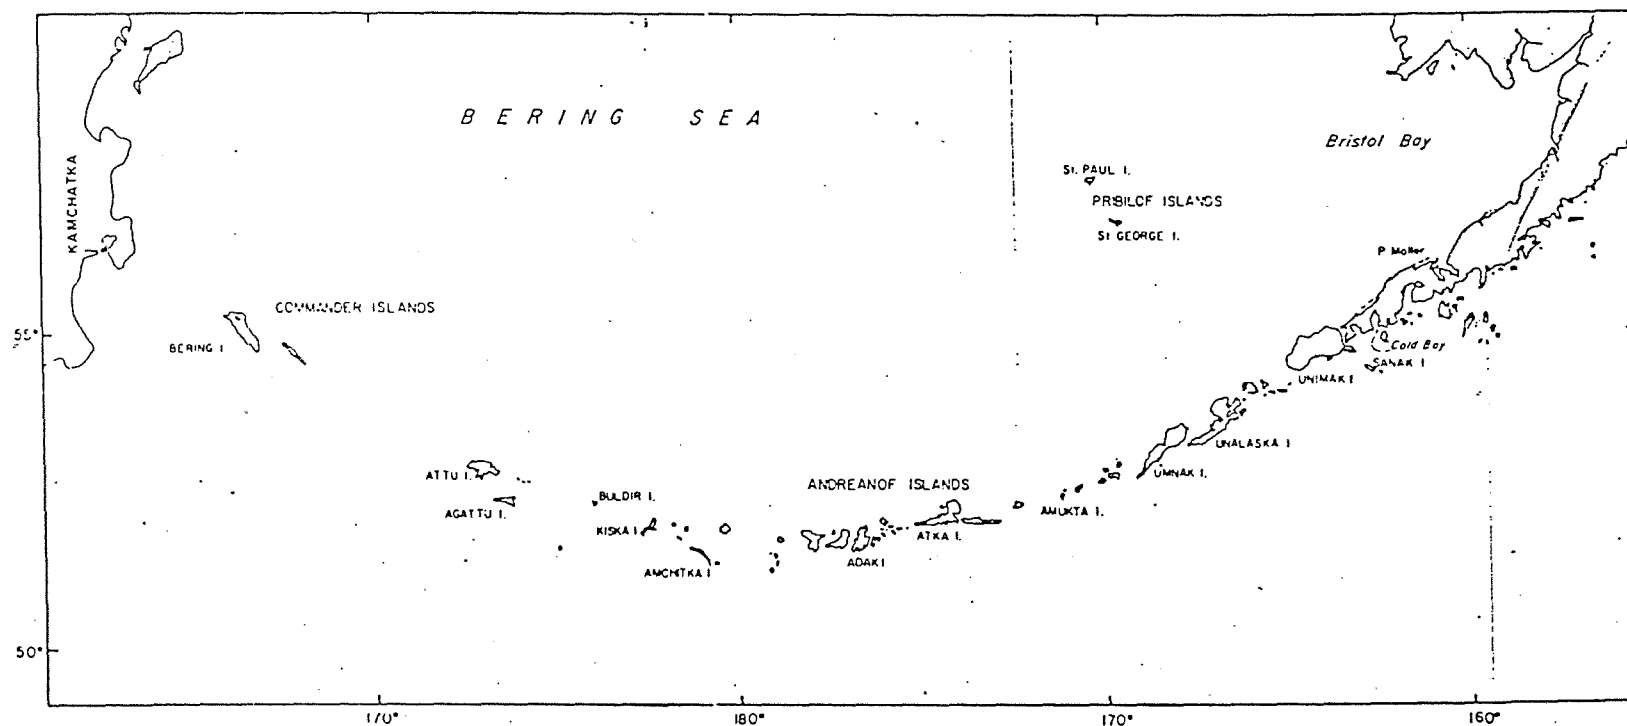 BERING SEA
Bristol Bay
KAMCHATKA
St. PAUL I.
PRIBILOF ISLANDS
St GEORGE I.
P. Moller
COMMANDER ISLANDS
55°
BERING I.
Cold Bay
SANAK I.
UNIMAK I
UNALASKA I
ATTU I.
UMNAK I.
ANDREANOF ISLANDS
BULDIR I.
AGATTU I.
AMUKTA I.
KISKA I
ATKA I.
ADAK I
AMCHITKA I
50°
170°
180°
170°
160°